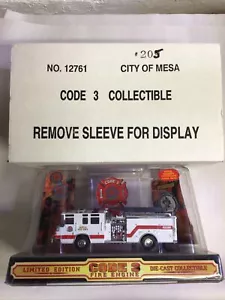 205
NO. 12761 CITY OF MESA
CODE 3 COLLECTIBLE
REMOVE SLEEVE FOR DISPLAY
LIMITED EDITION
CODE 3
FIRE ENGINE
DIE-CAST COLLECTIBLE